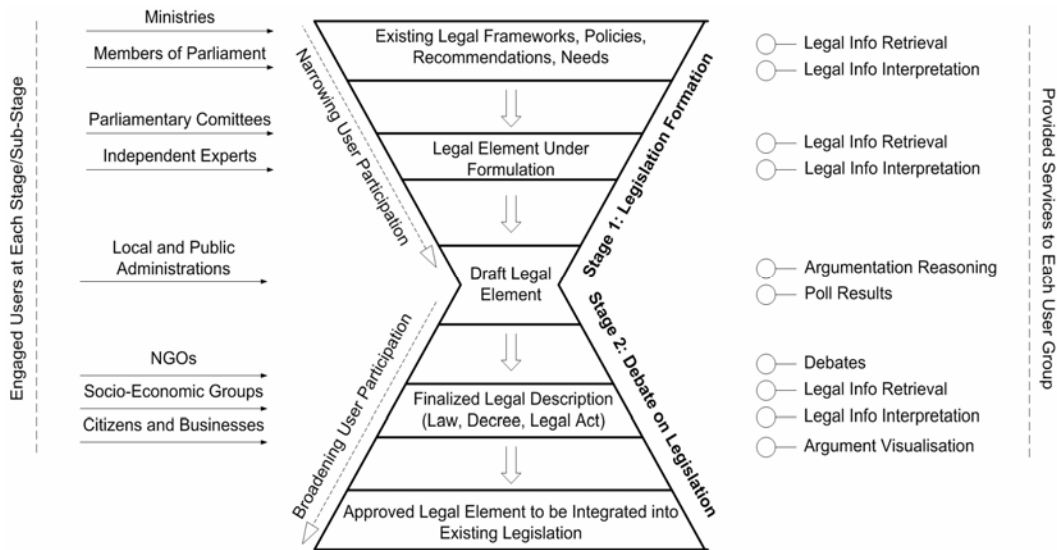 Engaged Users at Each Stage/Sub-Stage
Ministries
Members of Parliament
Parliamentary Comittees
Independent Experts
Local and Public
Administrations
NGOs
Socio-Economic Groups
Citizens and Businesses
Narrowing User Participation
Broadening User Participation
Existing Legal Frameworks, Policies,
Recommendations, Needs
Legal Element Under
Formulation
Draft Legal
Element
Finalized Legal Description
(Law, Decree, Legal Act)
Approved Legal Element to be Integrated into
Existing Legislation
Stage 1: Legislation Formation
Stage 2: Debate on Legislation
Legal Info Retrieval
Legal Info Interpretation
Legal Info Retrieval
Legal Info Interpretation
Argumentation Reasoning
Poll Results
Debates
Legal Info Retrieval
Legal Info Interpretation
Argument Visualisation
Provided Services to Each User Group